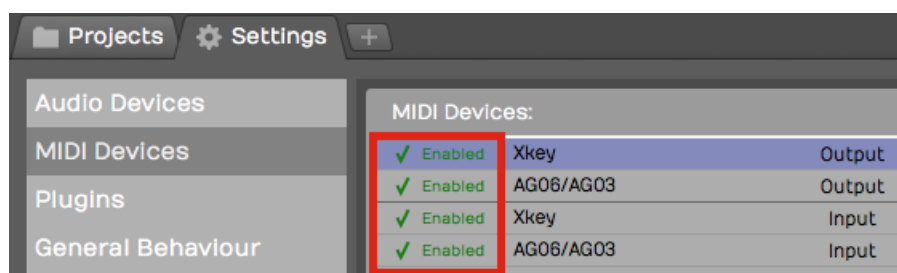 Projects Settings +
Audio Devices
MIDI Devices
Plugins
General Behaviour
MIDI Devices:
✓ Enabled Xkey Output
✓ Enabled AG06/AG03 Output
✓ Enabled Xkey Input
✓ Enabled AG06/AG03 Input